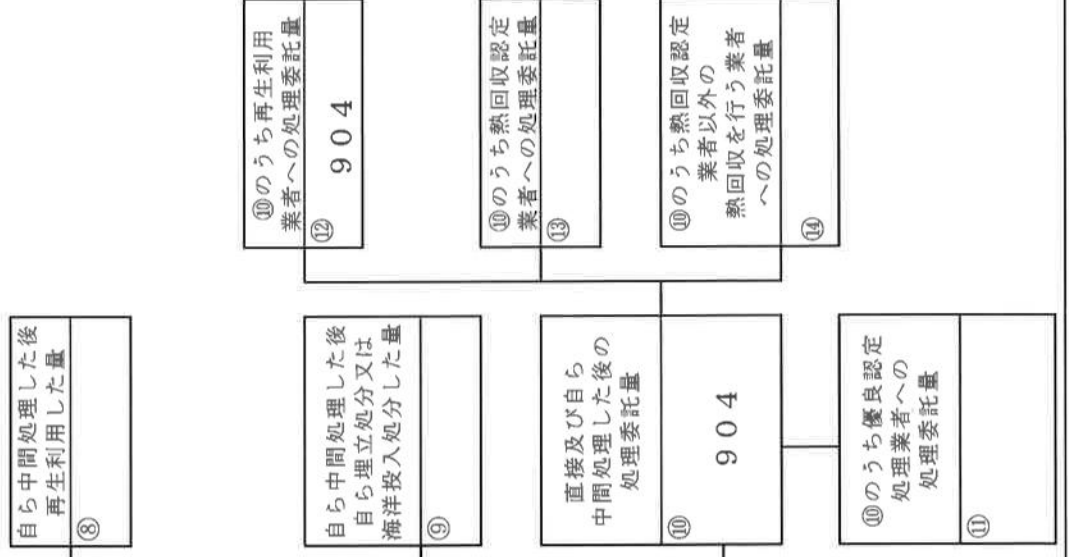 自ら中間処理した後
再生利用した量
⑧
自ら中間処理した後
自ら埋立処分又は
海洋投入処分した量
⑨
直接及び自ら
中間処理した後の
処理委託量
⑩
904
⑩のうち優良認定
処理業者への
処理委託量
⑪
⑩のうち再生利用
業者への処理委託量
⑫
904
⑩のうち熱回収認定
業者への処理委託量
⑬
⑩のうち熱回収認定
業者以外の
熱回収を行う業者
への処理委託量
⑭